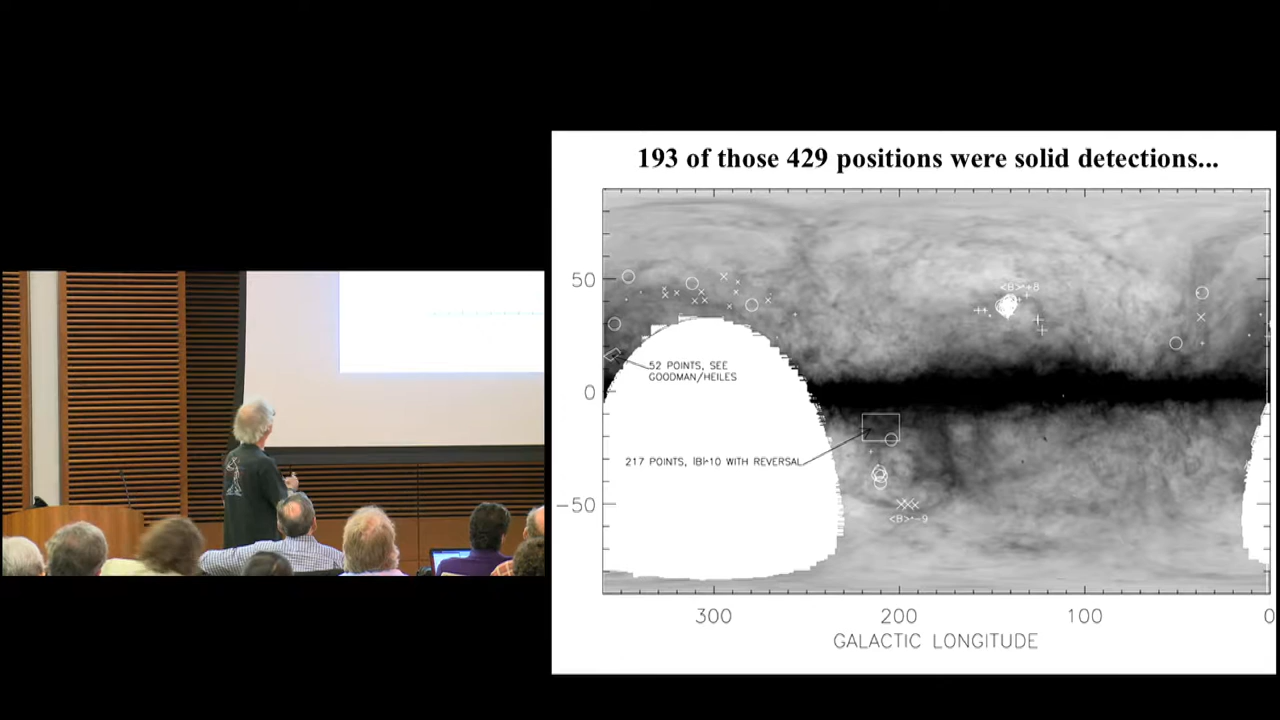 193 of those 429 positions were solid detections...
50
<B>~+8
52 POINTS, SEE
GOODMAN/HEILES
0
217 POINTS, |B|~10 WITH REVERSAL
-50
<B>~-9
300
200
100
0
GALACTIC LONGITUDE